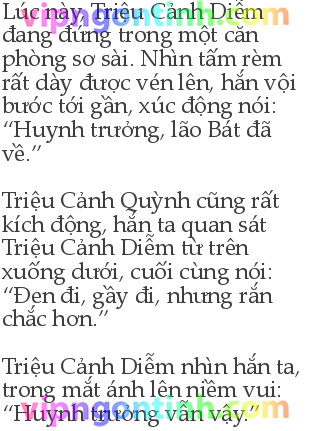 Lúc này, Triệu Cảnh Diễm
vipngontinh.com
đang đứng trong một căn
phòng sơ sài. Nhìn tấm rèm
rất dày được vén lên, hắn vội
bước tới gần, xúc động nói:
“Huynh trưởng, lão Bát đã
về.”
Triệu Cảnh Quỳnh cũng rất
kích động, hắn ta quan sát
Triệu Cảnh Diễm từ trên
xuống dưới, cuối cùng nói:
“Đen đi, gầy đi, nhưng rắn
chắc hơn.”
Triệu Cảnh Diễm nhìn hắn ta,
trong mắt ánh lên niềm vui:
“Huynh trưởng vẫn vậy.”
vipngontinh.com